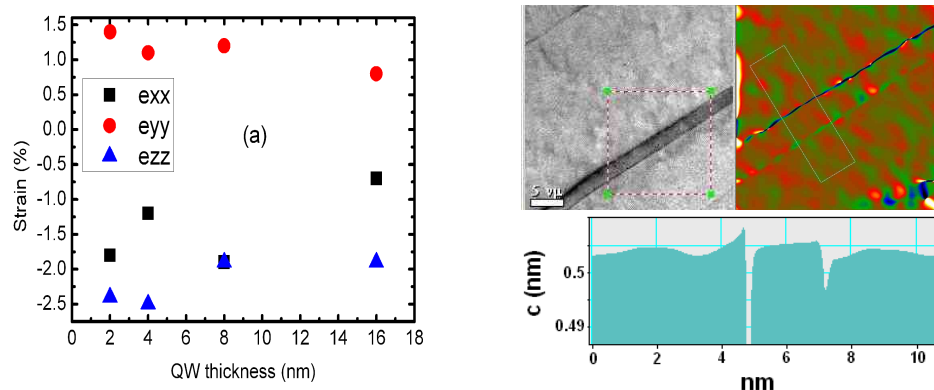 1.5
1.0
0.5
0.0
-0.5
-1.0
-1.5
-2.0
-2.5
Strain (%)
exx
eyy
ezz
(a)
0 2 4 6 8 10 12 14 16 18
QW thickness (nm)
5 νμ
c (nm)
0.5
0.49
0 2 4 6 8 10
nm